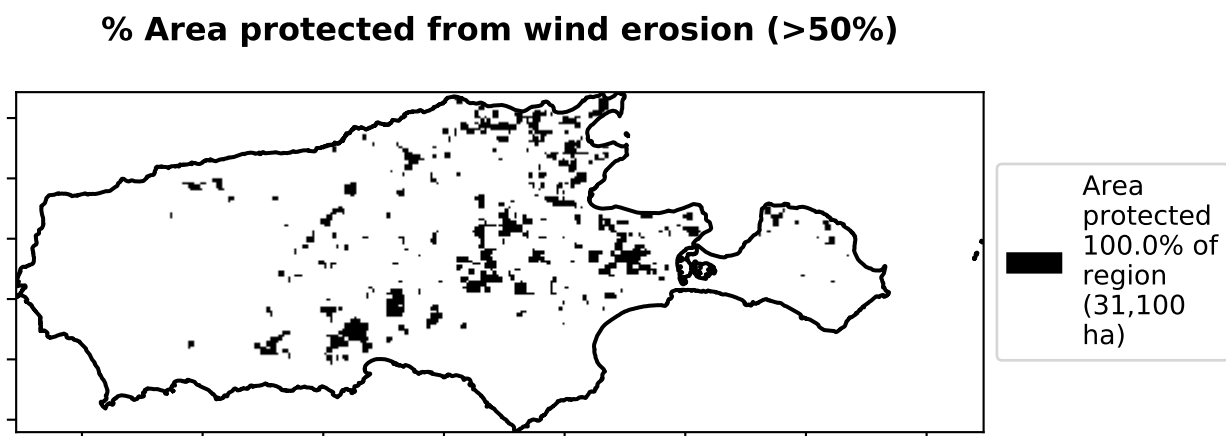 % Area protected from wind erosion (>50%)
Area
protected
100.0% of
region
(31,100
ha)